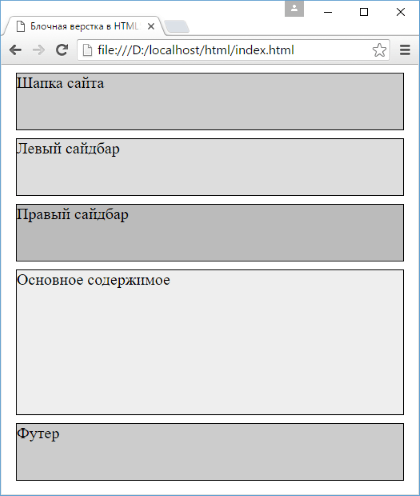 Блочная верстка в HTML
file:///D:/localhost/html/index.html
Шапка сайта
Левый сайдбар
Правый сайдбар
Основное содержимое
Футер